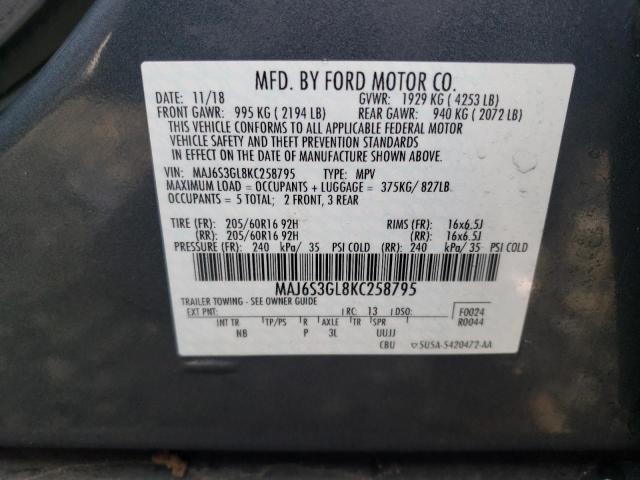 MFD. BY FORD MOTOR CO.
DATE: 11/18 GVWR: 1929 KG ( 4253 LB)
FRONT GAWR: 995 KG ( 2194 LB) REAR GAWR: 940 KG ( 2072 LB)
THIS VEHICLE CONFORMS TO ALL APPLICABLE FEDERAL MOTOR
VEHICLE SAFETY AND THEFT PREVENTION STANDARDS
IN EFFECT ON THE DATE OF MANUFACTURE SHOWN ABOVE.
VIN: MAJ6S3GL8KC258795 TYPE: MPV
MAXIMUM LOAD = OCCUPANTS + LUGGAGE = 375KG/ 827LB
OCCUPANTS = 5 TOTAL; 2 FRONT, 3 REAR
TIRE (FR): 205/60R16 92H RIMS (FR): 16x6.5J
(RR): 205/60R16 92H (RR): 16x6.5J
PRESSURE (FR): 240 kPa/ 35 PSI COLD (RR): 240 kPa/ 35 PSI COLD
MAJ6S3GL8KC258795
TRAILER TOWING - SEE OWNER GUIDE
EXT PNT: RC: 13 DSO: F0024
INT TR TP/PS R AXLE TR SPR R0044
NB P 3L UUJJ
CBU 5U5A-5420472-AA